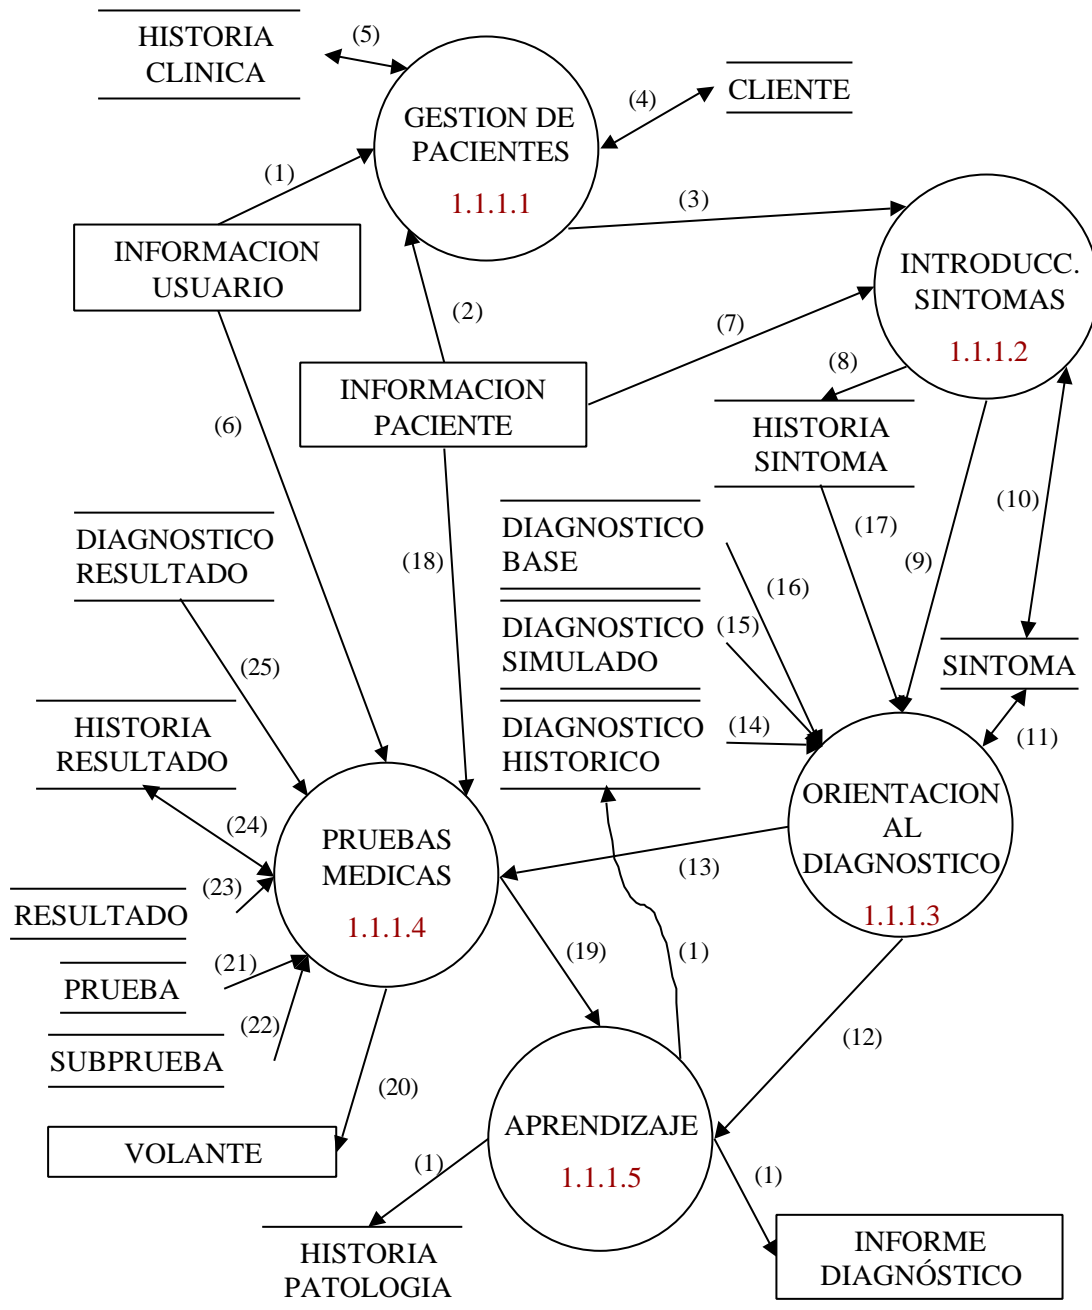 HISTORIA
CLINICA
(5)
GESTION DE
PACIENTES
1.1.1.1
(4)
CLIENTE
(1)
(3)
INFORMACION
USUARIO
INTRODUCC.
SINTOMAS
1.1.1.2
(2)
(7)
(8)
INFORMACION
PACIENTE
(6)
HISTORIA
SINTOMA
(10)
(17)
(9)
DIAGNOSTICO
BASE
(16)
(18)
DIAGNOSTICO
RESULTADO
(15)
DIAGNOSTICO
SIMULADO
SINTOMA
(25)
HISTORIA
RESULTADO
(14)
DIAGNOSTICO
HISTORICO
(11)
ORIENTACION
AL
DIAGNOSTICO
1.1.1.3
(24)
PRUEBAS
MEDICAS
1.1.1.4
(13)
(23)
RESULTADO
(19)
(1)
(21)
PRUEBA
(22)
SUBPRUEBA
(12)
(20)
APRENDIZAJE
1.1.1.5
VOLANTE
(1)
(1)
HISTORIA
PATOLOGIA
INFORME
DIAGNÓSTICO